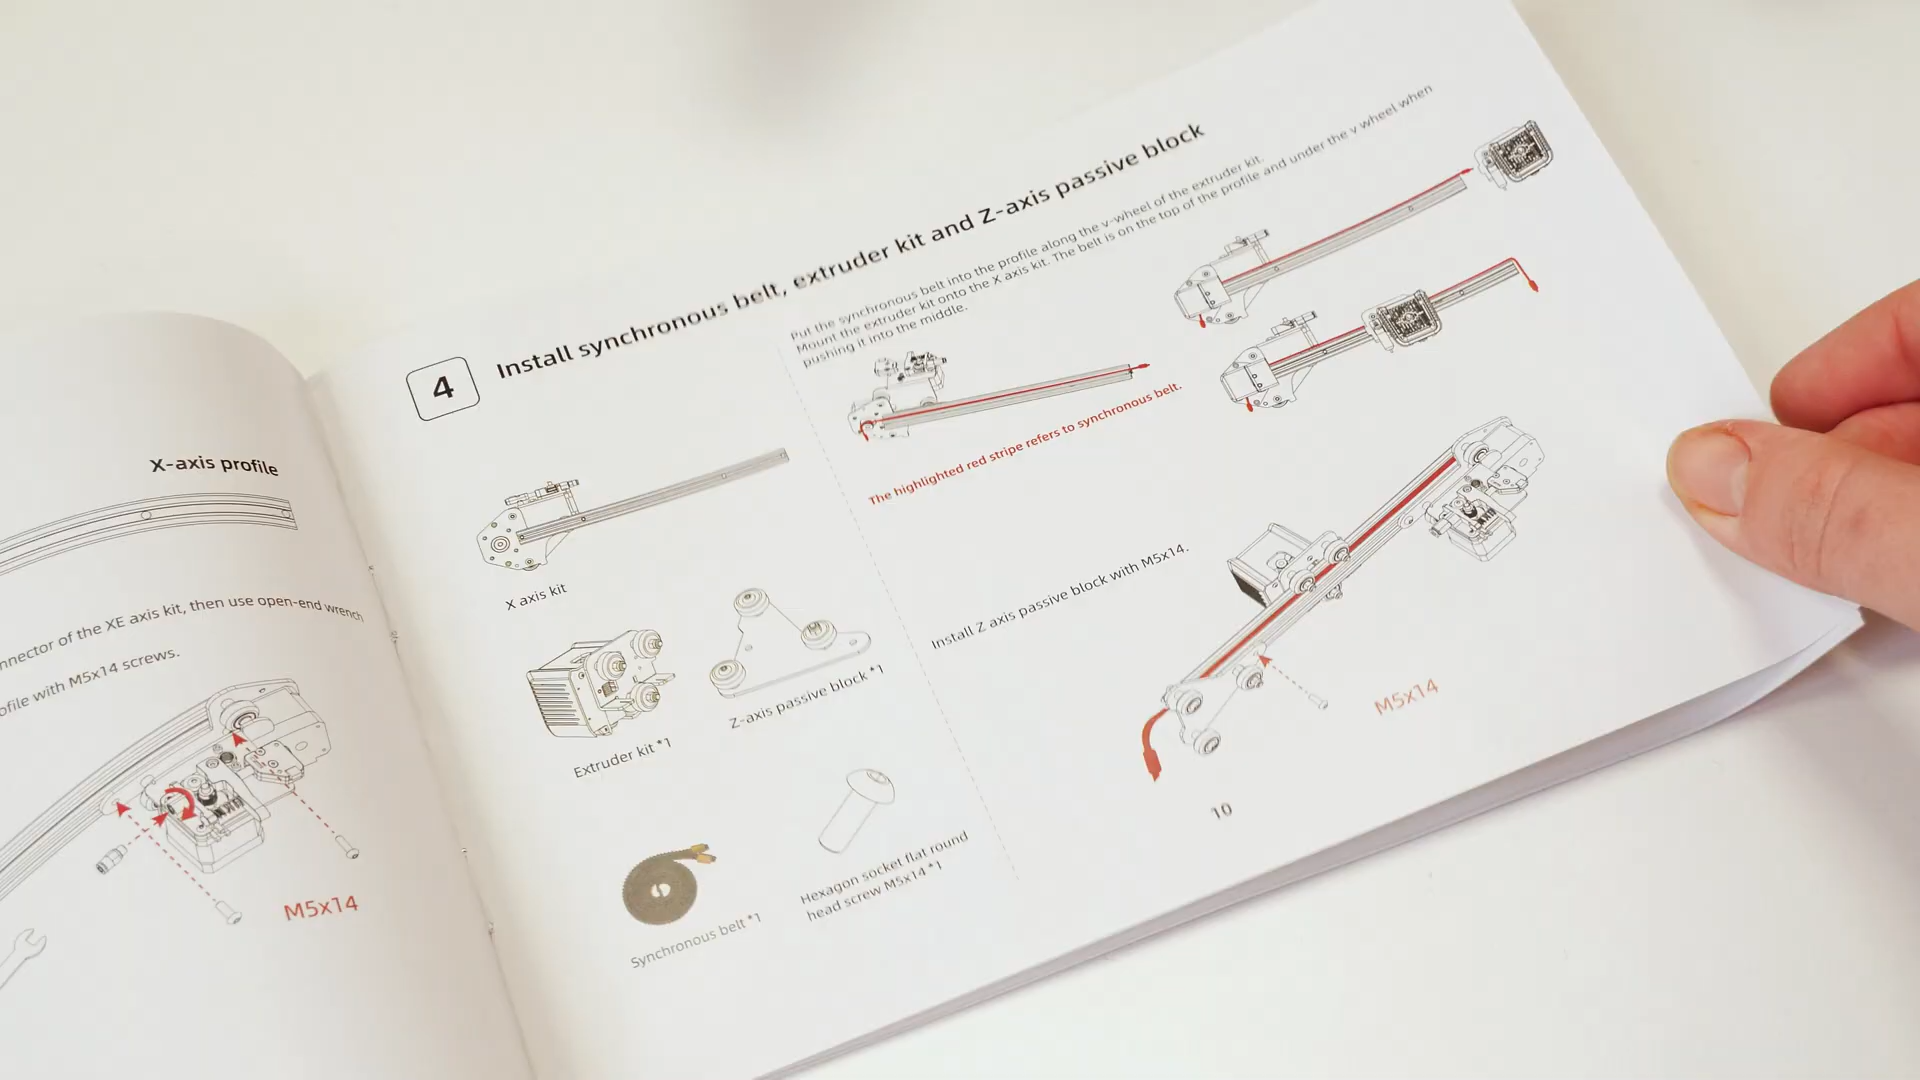 X-axis profile
nnector of the XE axis kit, then use open-end wrench
ofile with M5x14 screws.
M5x14
4
Install synchronous belt, extruder kit and Z-axis passive block
X axis kit
Extruder kit *1
Z-axis passive block *1
Synchronous belt *1
Hexagon socket flat round
head screw M5x14 *1
Put the synchronous belt into the profile along the v-wheel of the extruder kit.
Mount the extruder kit onto the X axis kit. The belt is on the top of the profile and under the v wheel when
pushing it into the middle.
The highlighted red stripe refers to synchronous belt.
Install Z axis passive block with M5x14.
M5x14
10